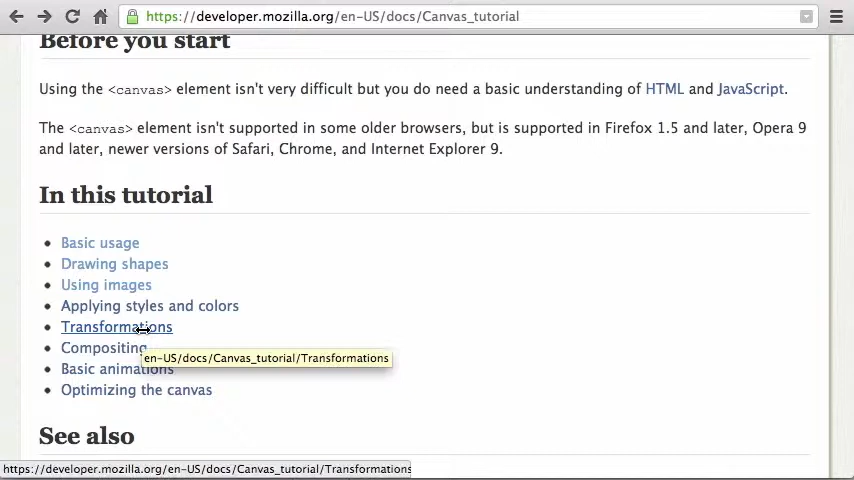 https://developer.mozilla.org/en-US/docs/Canvas_tutorial
Before you start
Using the <canvas> element isn't very difficult but you do need a basic understanding of HTML and JavaScript.
The <canvas> element isn't supported in some older browsers, but is supported in Firefox 1.5 and later, Opera 9
and later, newer versions of Safari, Chrome, and Internet Explorer 9.
In this tutorial
Basic usage
Drawing shapes
Using images
Applying styles and colors
Transformations
Compositing
en-US/docs/Canvas_tutorial/Transformations
Basic animations
Optimizing the canvas
See also
https://developer.mozilla.org/en-US/docs/Canvas_tutorial/Transformations